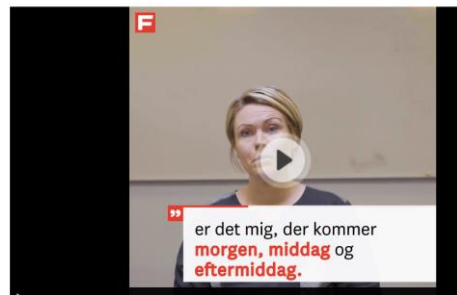 F
”
er det mig, der kommer
morgen, middag og
eftermiddag.